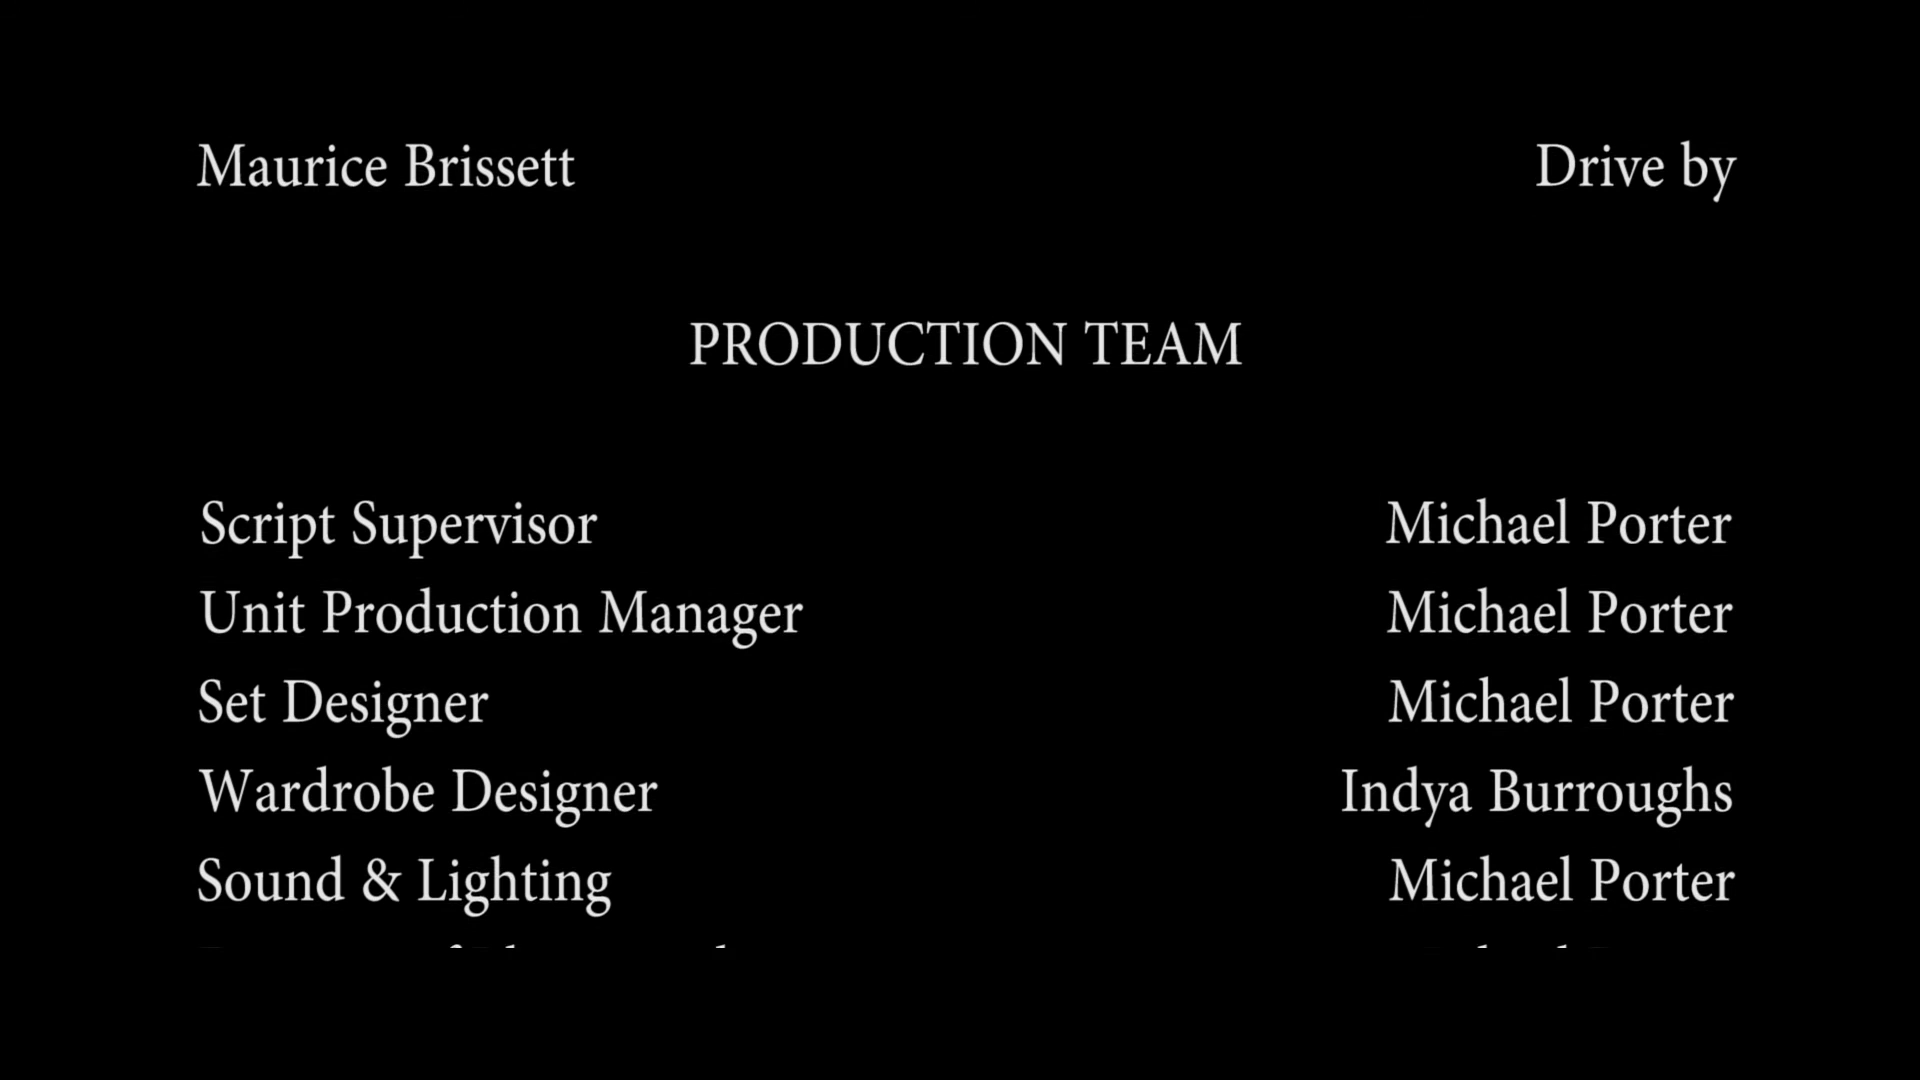 Maurice Brissett Drive by
PRODUCTION TEAM
Script Supervisor Michael Porter
Unit Production Manager Michael Porter
Set Designer Michael Porter
Wardrobe Designer Indya Burroughs
Sound & Lighting Michael Porter